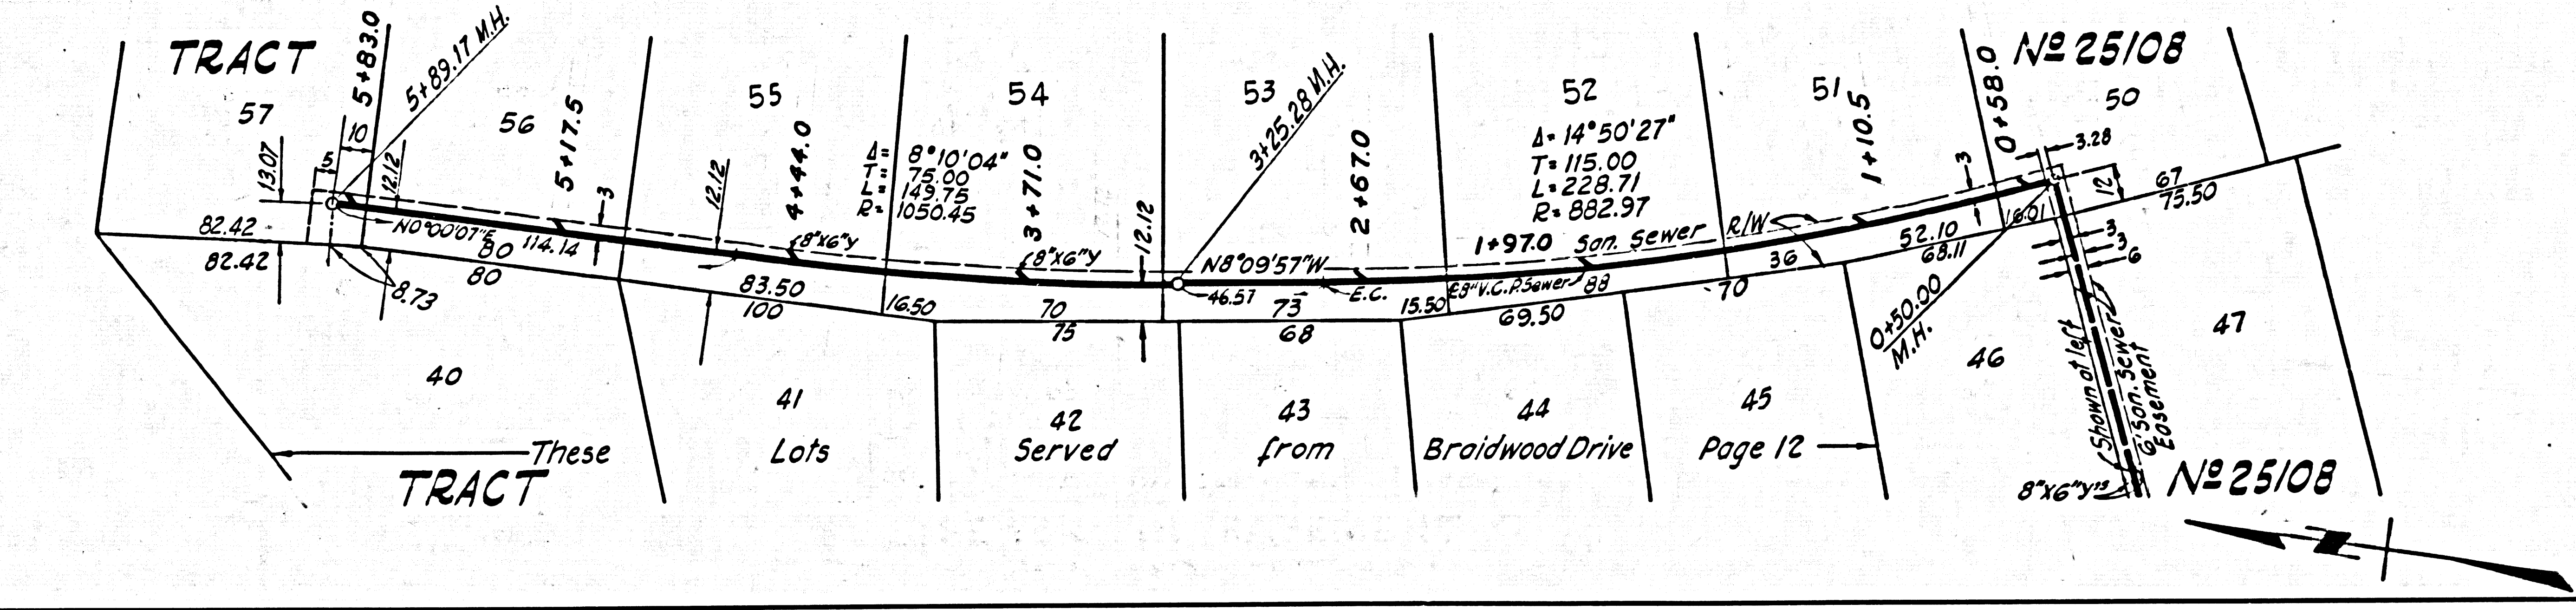 TRACT
Nº 25108
57
5+83.0
5+89.17 M.H.
10
5
13.07
12.12
56
5+17.5
3
55
12.12
4+44.0
Δ= 8°10'04"
T= 75.00
L= 149.75
R= 1050.45
54
3+71.0
12.12
53
3+25.28 M.H.
2+67.0
52
Δ= 14°50'27"
T= 115.00
L= 228.71
R= 882.97
51
1+10.5
3
0+58.0
50
3.28
12
67
75.50
82.42
82.42
N0°00'07"E
114.14
80
80
8.73
8"X6"Y
83.50
100
16.50
8"X6"Y
70
75
N8°09'57"W
46.57
E.C.
73
68
15.50
1+97.0 San. Sewer
R/W
℄8"V.C.P. Sewer
88
69.50
70
36
52.10
68.11
16.01
3
3
6
0+50.00
M.H.
40
41
42
43
44
45
46
47
These Lots Served from Braidwood Drive Page 12
Shown at left
6' San. Sewer
Easement
8"X6"Y'S
TRACT
Nº 25108
N